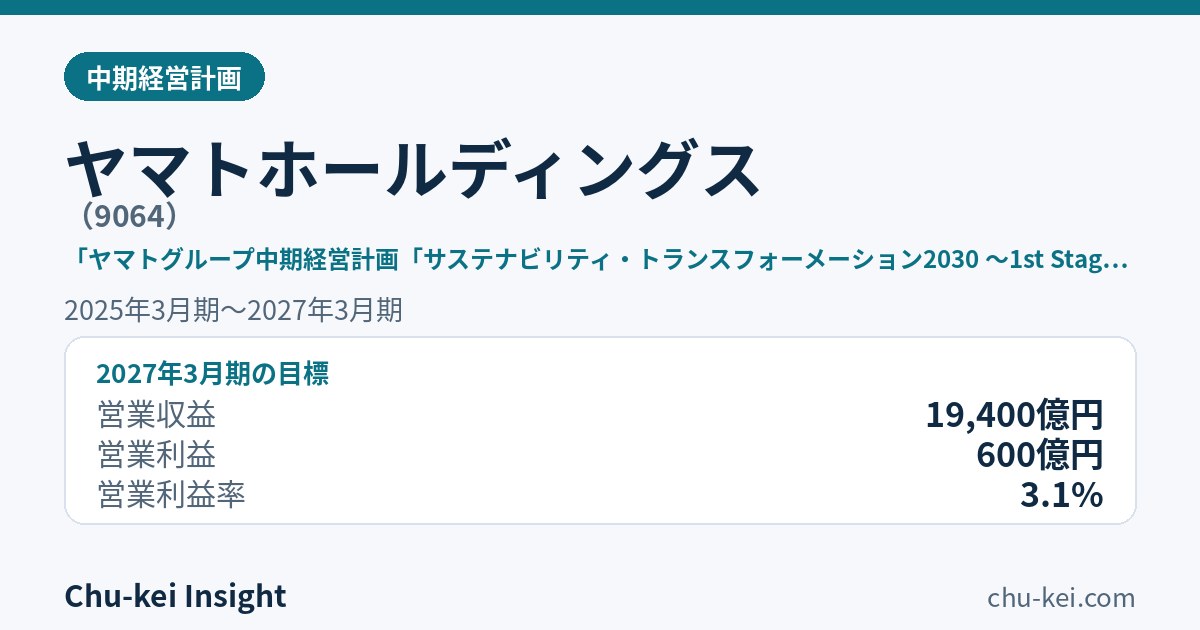 中期経営計画
ヤマトホールディングス
（9064）
「ヤマトグループ中期経営計画「サステナビリティ・トランスフォーメーション2030 〜1st Stag…
2025年3月期〜2027年3月期
2027年3月期の目標
営業収益 19,400億円
営業利益 600億円
営業利益率 3.1%
Chu-kei Insight chu-kei.com